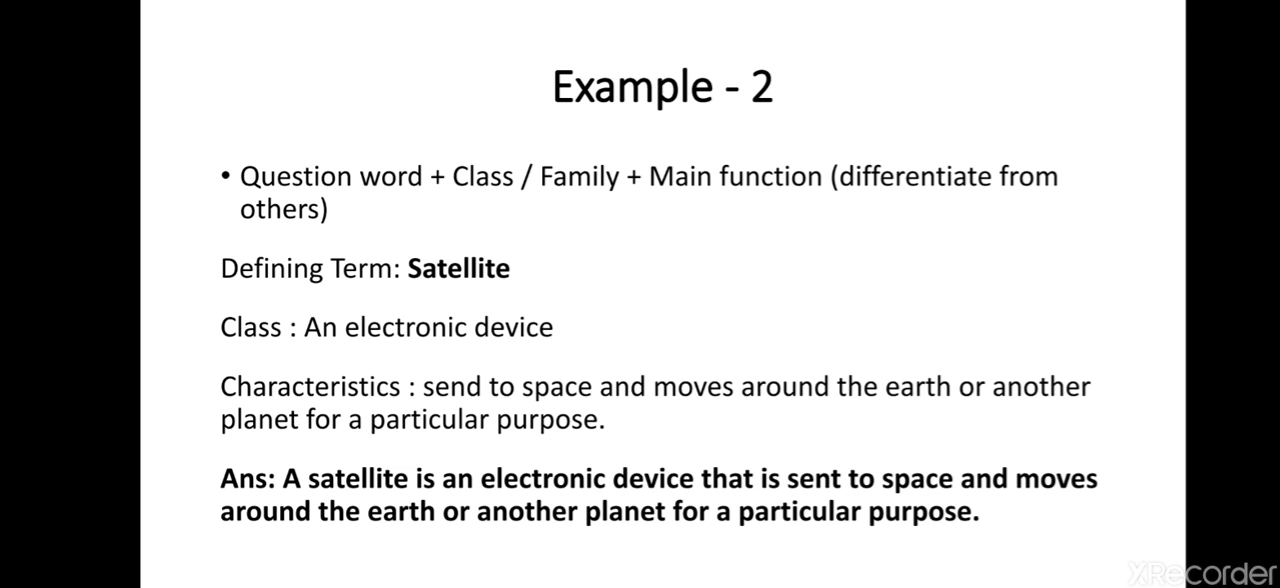 Example - 2
• Question word + Class / Family + Main function (differentiate from
others)
Defining Term: Satellite
Class : An electronic device
Characteristics : send to space and moves around the earth or another
planet for a particular purpose.
Ans: A satellite is an electronic device that is sent to space and moves
around the earth or another planet for a particular purpose.
XRecorder